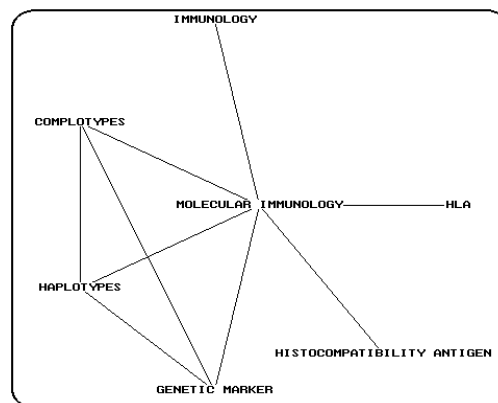 IMMUNOLOGY
COMPLOTYPES
MOLECULAR IMMUNOLOGY
HLA
HAPLOTYPES
HISTOCOMPATIBILITY ANTIGEN
GENETIC MARKER